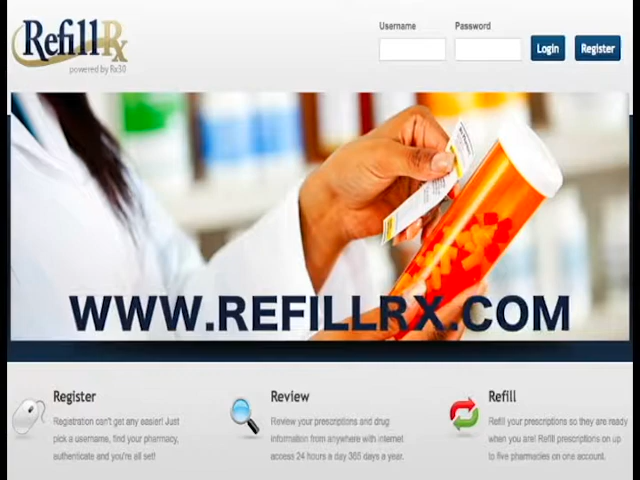 RefillRx
powered by Rx30
Username
Password
Login
Register
WWW.REFILLRX.COM
Register
Registration can't get any easier! Just
pick a username, find your pharmacy,
authenticate and you're all set!
Review
Review your prescriptions and drug
information from anywhere with internet
access 24 hours a day 365 days a year.
Refill
Refill your prescriptions so they are ready
when you are! Refill prescriptions on up
to five pharmacies on one account.